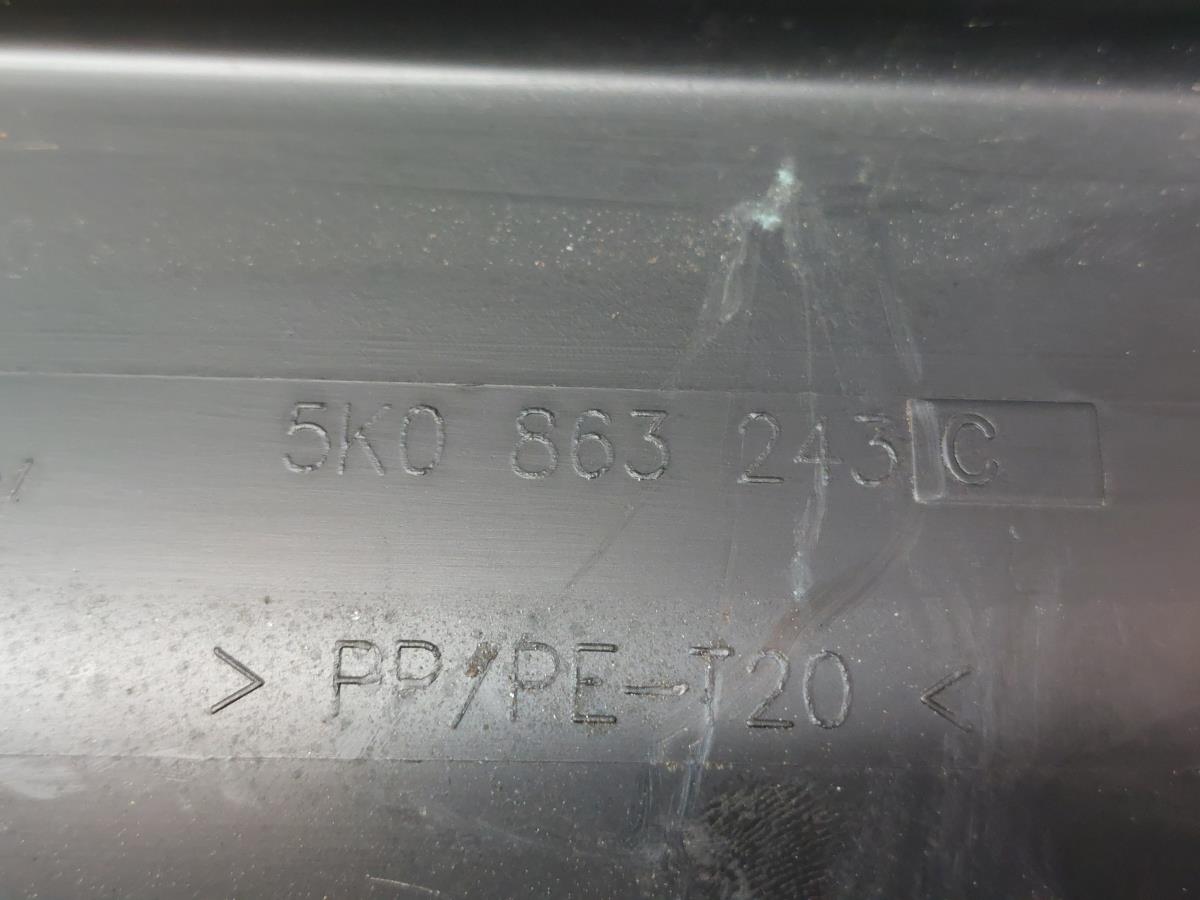 5K0 863 243 C
> PP/PE-T20 <